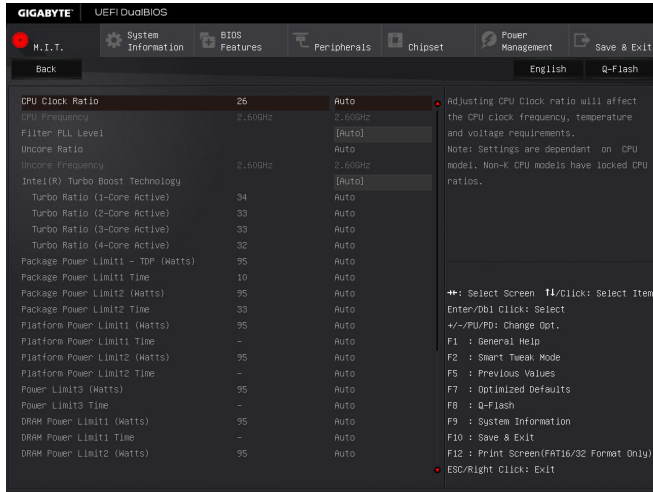 GIGABYTE™ UEFI DualBIOS
M.I.T.
System Information
BIOS Features
Peripherals
Chipset
Power Management
Save & Exit
Back English Q-Flash
CPU Clock Ratio 26 Auto
CPU Frequency 2.60GHz 2.60GHz
Filter PLL Level [Auto]
Uncore Ratio Auto
Uncore Frequency 2.60GHz 2.60GHz
Intel(R) Turbo Boost Technology [Auto]
Turbo Ratio (1-Core Active) 34 Auto
Turbo Ratio (2-Core Active) 33 Auto
Turbo Ratio (3-Core Active) 33 Auto
Turbo Ratio (4-Core Active) 32 Auto
Package Power Limit1 - TDP (Watts) 95 Auto
Package Power Limit1 Time 10 Auto
Package Power Limit2 (Watts) 95 Auto
Package Power Limit2 Time 33 Auto
Platform Power Limit1 (Watts) 95 Auto
Platform Power Limit1 Time - Auto
Platform Power Limit2 (Watts) 95 Auto
Platform Power Limit2 Time - Auto
Power Limit3 (Watts) 95 Auto
Power Limit3 Time - Auto
DRAM Power Limit1 (Watts) 95 Auto
DRAM Power Limit1 Time - Auto
DRAM Power Limit2 (Watts) 95 Auto
Adjusting CPU Clock ratio will affect
the CPU clock frequency, temperature
and voltage requirements.
Note: Settings are dependant on CPU
model. Non-K CPU models have locked CPU
ratios.
→←: Select Screen ↑↓/Click: Select Item
Enter/Dbl Click: Select
+/-/PU/PD: Change Opt.
F1 : General Help
F2 : Smart Tweak Mode
F5 : Previous Values
F7 : Optimized Defaults
F8 : Q-Flash
F9 : System Information
F10 : Save & Exit
F12 : Print Screen(FAT16/32 Format Only)
ESC/Right Click: Exit